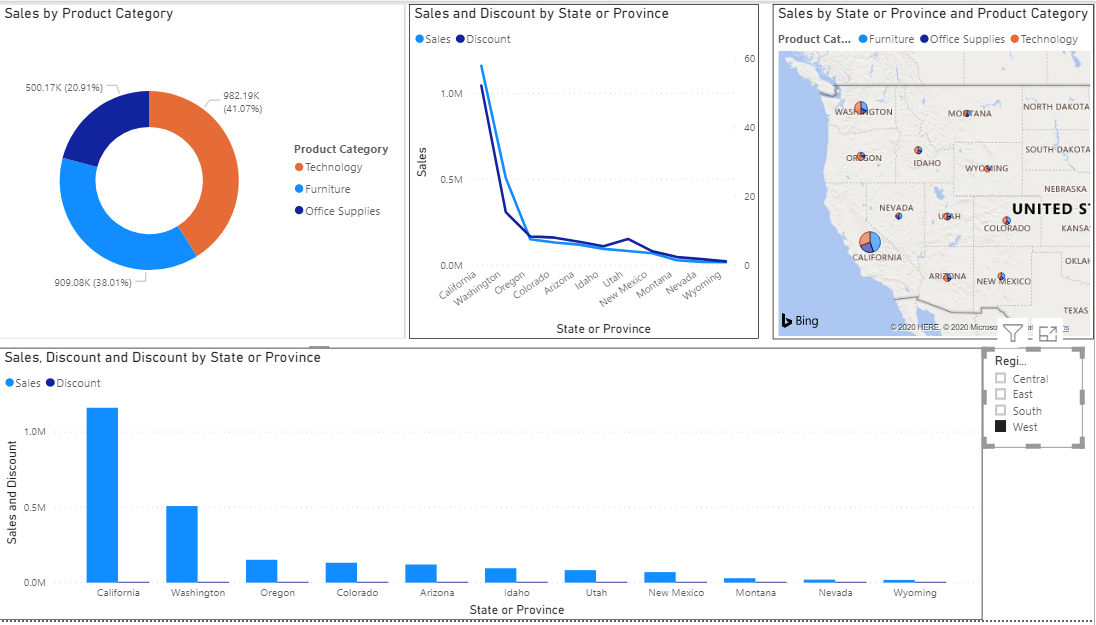 Sales by Product Category
500.17K (20.91%)
982.19K
(41.07%)
909.08K (38.01%)
Product Category
Technology
Furniture
Office Supplies
Sales and Discount by State or Province
Sales Discount
Sales
1.0M
0.5M
0.0M
60
40
20
0
California
Washington
Oregon
Colorado
Arizona
Idaho
Utah
New Mexico
Montana
Nevada
Wyoming
State or Province
Sales by State or Province and Product Category
Product Cat... Furniture Office Supplies Technology
WASHINGTON
MONTANA
NORTH DAKOTA
OREGON
IDAHO
SOUTH DAKOTA
WYOMING
NEBRASKA
NEVADA
UTAH
UNITED S
COLORADO
KANSA
CALIFORNIA
OKLAH
ARIZONA
NEW MEXICO
TEXAS
Bing
© 2020 HERE, © 2020 Microso
Sales, Discount and Discount by State or Province
Sales Discount
Sales and Discount
1.0M
0.5M
0.0M
California Washington Oregon Colorado Arizona Idaho Utah New Mexico Montana Nevada Wyoming
State or Province
Regi...
Central
East
South
West